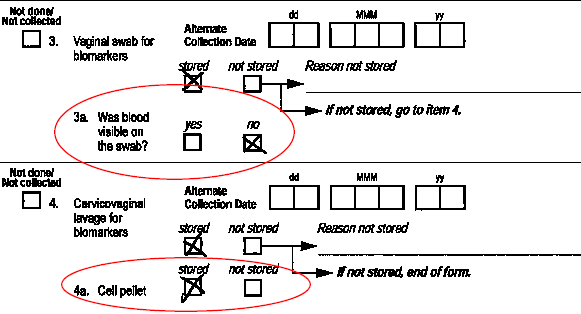 Not done/
Not collected
3. Vaginal swab for
biomarkers
Alternate
Collection Date
dd MMM yy
stored not stored Reason not stored
If not stored, go to item 4.
3a. Was blood
visible on
the swab?
yes no
Not done/
Not collected
4. Cervicovaginal
lavage for
biomarkers
Alternate
Collection Date
dd MMM yy
stored not stored Reason not stored
If not stored, end of form.
stored not stored
4a. Cell pellet